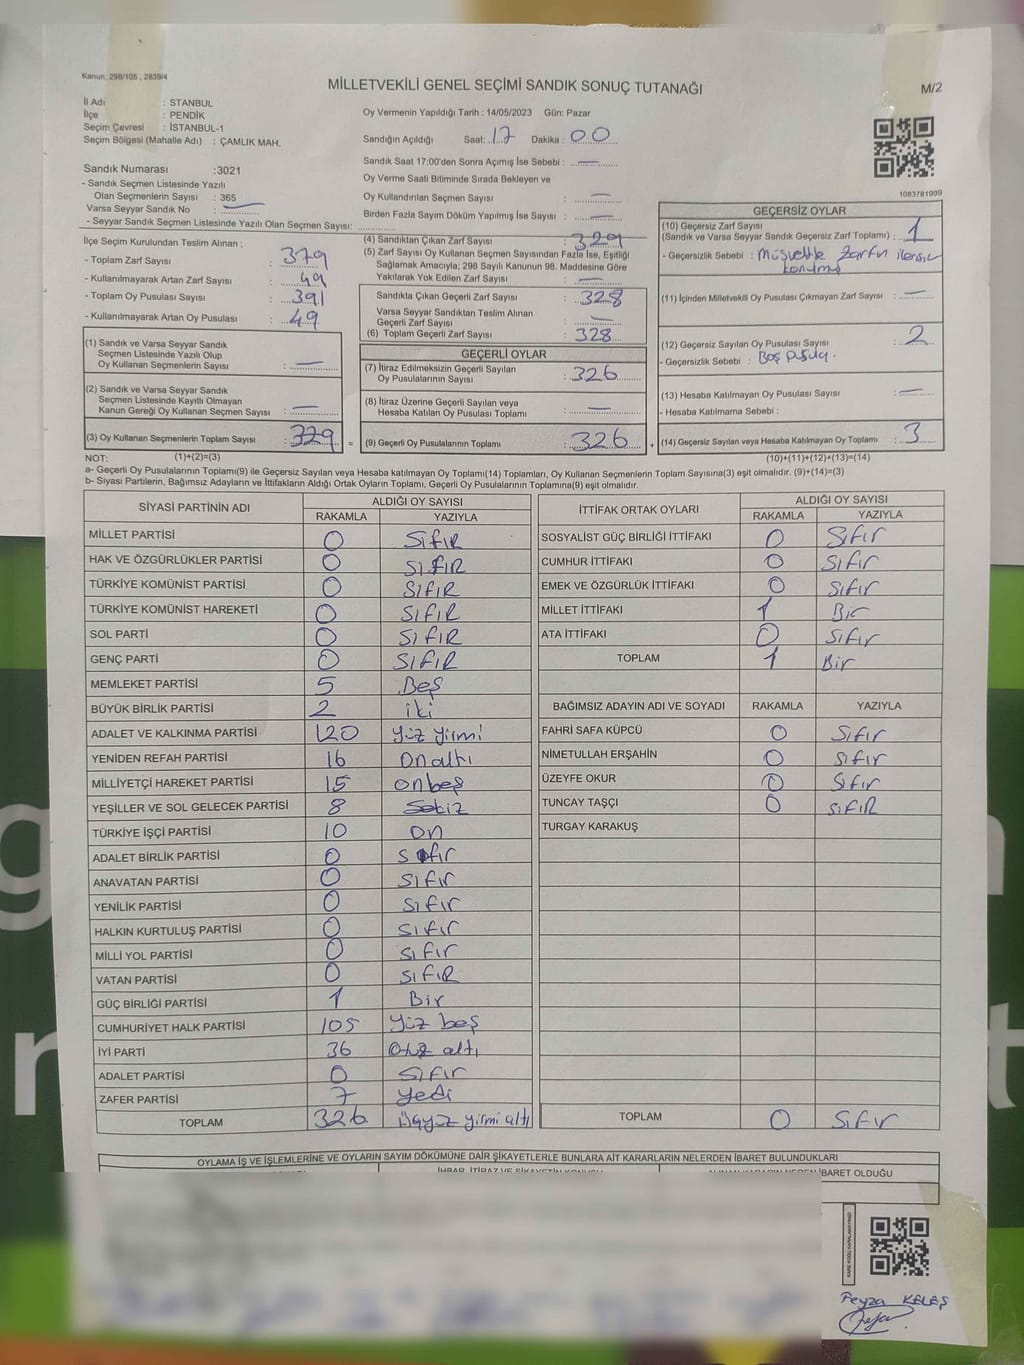 Kanun; 298/105 , 2839/4
MİLLETVEKİLİ GENEL SEÇİMİ SANDIK SONUÇ TUTANAĞI
M/2
İl Adı : STANBUL
İlçe : PENDİK
Seçim Çevresi : İSTANBUL-1
Seçim Bölgesi (Mahalle Adı) : ÇAMLIK MAH.
Sandık Numarası :3021
- Sandık Seçmen Listesinde Yazılı
Olan Seçmenlerin Sayısı : 365
Varsa Seyyar Sandık No : —
- Seyyar Sandık Seçmen Listesinde Yazılı Olan Seçmen Sayısı:
Oy Vermenin Yapıldığı Tarih : 14/05/2023 Gün: Pazar
Sandığın Açıldığı Saat: 17 Dakika : 00
Sandık Saat 17:00'den Sonra Açımış İse Sebebi : —
Oy Verme Saati Bitiminde Sırada Bekleyen ve
Oy Kullandırılan Seçmen Sayısı : —
Birden Fazla Sayım Döküm Yapılmış İse Sayısı : —
1083781999
İlçe Seçim Kurulundan Teslim Alınan ;
- Toplam Zarf Sayısı : 379
- Kullanılmayarak Artan Zarf Sayısı : 49
- Toplam Oy Pusulası Sayısı : 391
- Kullanılmayarak Artan Oy Pusulası : 49
(1) Sandık ve Varsa Seyyar Sandık
Seçmen Listesinde Yazılı Olup
Oy Kullanan Seçmenlerin Sayısı : —
(2) Sandık ve Varsa Seyyar Sandık
Seçmen Listesinde Kayıtlı Olmayan
Kanun Gereği Oy Kullanan Seçmen Sayısı : —
(3) Oy Kullanan Seçmenlerin Toplam Sayısı : 329 =
(4) Sandıktan Çıkan Zarf Sayısı : 329
(5) Zarf Sayısı Oy Kullanan Seçmen Sayısından Fazla İse, Eşitliği
Sağlamak Amacıyla; 298 Sayılı Kanunun 98. Maddesine Göre
Yakılarak Yok Edilen Zarf Sayısı : —
Sandıkta Çıkan Geçerli Zarf Sayısı : 328
Varsa Seyyar Sandıktan Teslim Alınan
Geçerli Zarf Sayısı : —
(6) Toplam Geçerli Zarf Sayısı : 328
GEÇERLİ OYLAR
(7) İtiraz Edilmeksizin Geçerli Sayılan
Oy Pusulalarının Sayısı : 326
(8) İtiraz Üzerine Geçerli Sayılan veya
Hesaba Katılan Oy Pusulası Toplamı : —
(9) Geçerli Oy Pusulalarının Toplamı : 326 +
GEÇERSİZ OYLAR
(10) Geçersiz Zarf Sayısı
(Sandık ve Varsa Seyyar Sandık Geçersiz Zarf Toplamı) : 1
- Geçersizlik Sebebi : Müsvedde zarfın
konulmuş
(11) İçinden Milletvekili Oy Pusulası Çıkmayan Zarf Sayısı : —
(12) Geçersiz Sayılan Oy Pusulası Sayısı : 2
- Geçersizlik Sebebi : Boş pusula.
(13) Hesaba Katılmayan Oy Pusulası Sayısı : —
- Hesaba Katılmama Sebebi :
(14) Geçersiz Sayılan veya Hesaba Katılmayan Oy Toplamı : 3
NOT: (1)+(2)=(3) (10)+(11)+(12)+(13)=(14)
a- Geçerli Oy Pusulalarının Toplamı(9) ile Geçersiz Sayılan veya Hesaba katılmayan Oy Toplamı(14) Toplamları, Oy Kullanan Seçmenlerin Toplam Sayısına(3) eşit olmalıdır. (9)+(14)=(3)
b- Siyasi Partilerin, Bağımsız Adayların ve İttifakların Aldığı Ortak Oyların Toplamı, Geçerli Oy Pusulalarının Toplamına(9) eşit olmalıdır.
SİYASİ PARTİNİN ADI ALDIĞI OY SAYISI
RAKAMLA YAZIYLA
MİLLET PARTİSİ 0 SıfıR
HAK VE ÖZGÜRLÜKLER PARTİSİ 0 SIfıR
TÜRKİYE KOMÜNİST PARTİSİ 0 SIfıR
TÜRKİYE KOMÜNİST HAREKETİ 0 SIfıR
SOL PARTİ 0 SIfıR
GENÇ PARTİ 0 SIfıR
MEMLEKET PARTİSİ 5 Beş
BÜYÜK BİRLİK PARTİSİ 2 iki
ADALET VE KALKINMA PARTİSİ 120 Yüz yirmi
YENİDEN REFAH PARTİSİ 16 Onaltı
MİLLİYETÇİ HAREKET PARTİSİ 15 onbeş
YEŞİLLER VE SOL GELECEK PARTİSİ 8 Sekiz
TÜRKİYE İŞÇİ PARTİSİ 10 on
ADALET BİRLİK PARTİSİ 0 Sıfır
ANAVATAN PARTİSİ 0 Sıfır
YENİLİK PARTİSİ 0 Sıfır
HALKIN KURTULUŞ PARTİSİ 0 Sıfır
MİLLİ YOL PARTİSİ 0 Sıfır
VATAN PARTİSİ 0 SıfıR
GÜÇ BİRLİĞİ PARTİSİ 1 Bir
CUMHURİYET HALK PARTİSİ 105 Yüz beş
İYİ PARTİ 36 Otuz altı
ADALET PARTİSİ 0 Sıfır
ZAFER PARTİSİ 7 Yedi
TOPLAM 326 Üçyüz yirmi altı
İTTİFAK ORTAK OYLARI ALDIĞI OY SAYISI
RAKAMLA YAZIYLA
SOSYALİST GÜÇ BİRLİĞİ İTTİFAKI 0 Sıfır
CUMHUR İTTİFAKI 0 Sıfır
EMEK VE ÖZGÜRLÜK İTTİFAKI 0 Sıfır
MİLLET İTTİFAKI 1 Bir
ATA İTTİFAKI 0 Sıfır
TOPLAM 1 Bir
BAĞIMSIZ ADAYIN ADI VE SOYADI RAKAMLA YAZIYLA
FAHRİ SAFA KÜPCÜ 0 Sıfır
NİMETULLAH ERŞAHİN 0 Sıfır
ÜZEYFE OKUR 0 Sıfır
TUNCAY TAŞÇI 0 SıfıR
TURGAY KARAKUŞ
TOPLAM 0 Sıfır
OYLAMA İŞ VE İŞLEMLERİNE VE OYLARIN SAYIM DÖKÜMÜNE DAİR ŞİKAYETLERLE BUNLARA AİT KARARLARIN NELERDEN İBARET BULUNDUKLARI
İHBAR, İTİRAZ VE ŞİKAYETİN KONUSU
İBARET OLDUĞU
Feyza KELEŞ